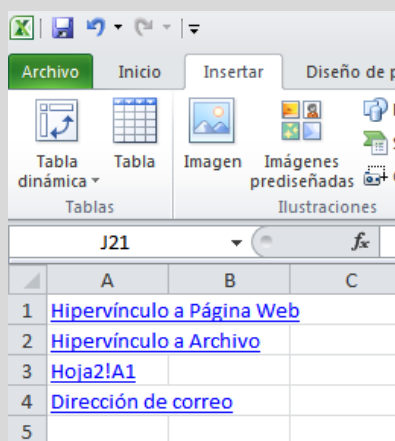 Archivo Inicio Insertar Diseño de
Tabla dinámica
Tabla
Imagen
Imágenes prediseñadas
Tablas
Ilustraciones
J21 fx
A B C
1 Hipervínculo a Página Web
2 Hipervínculo a Archivo
3 Hoja2!A1
4 Dirección de correo
5